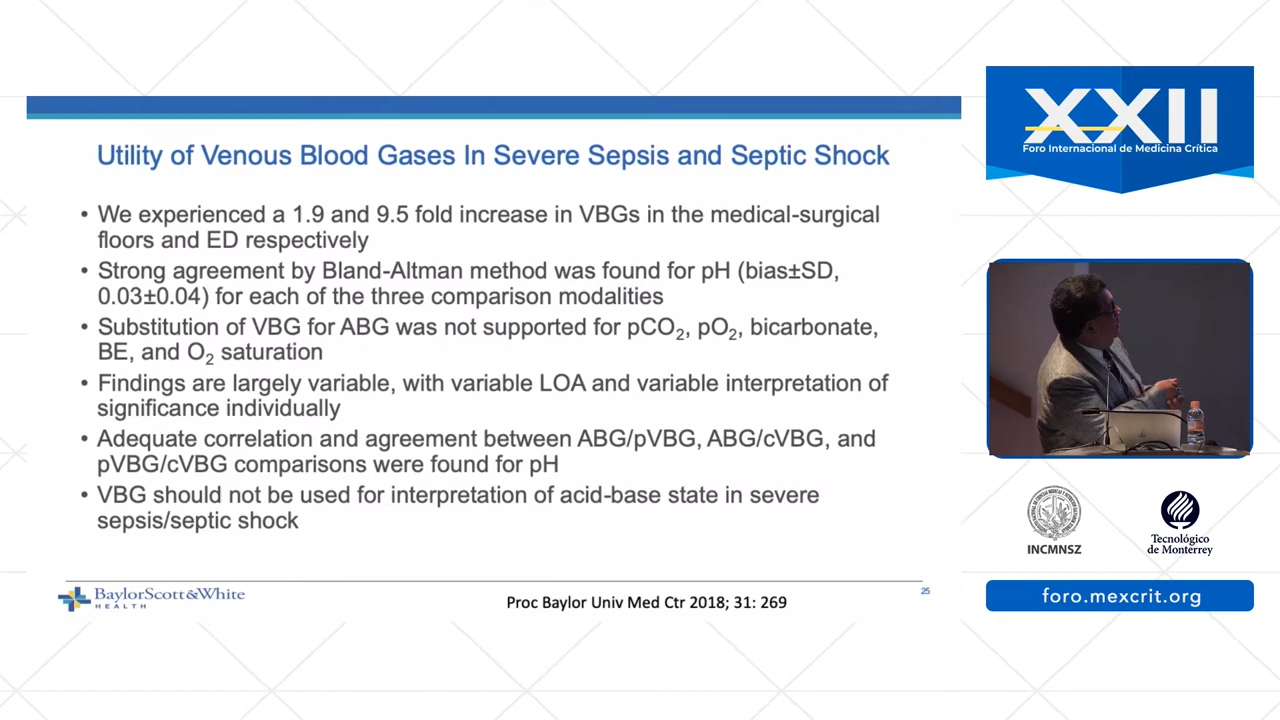 Utility of Venous Blood Gases In Severe Sepsis and Septic Shock
• We experienced a 1.9 and 9.5 fold increase in VBGs in the medical-surgical
floors and ED respectively
• Strong agreement by Bland-Altman method was found for pH (bias±SD,
0.03±0.04) for each of the three comparison modalities
• Substitution of VBG for ABG was not supported for pCO₂, pO₂, bicarbonate,
BE, and O₂ saturation
• Findings are largely variable, with variable LOA and variable interpretation of
significance individually
• Adequate correlation and agreement between ABG/pVBG, ABG/cVBG, and
pVBG/cVBG comparisons were found for pH
• VBG should not be used for interpretation of acid-base state in severe
sepsis/septic shock
BaylorScott&White
HEALTH
Proc Baylor Univ Med Ctr 2018; 31: 269
25
XXII
Foro Internacional de Medicina Crítica
INCMNSZ
Tecnológico
de Monterrey
foro.mexcrit.org